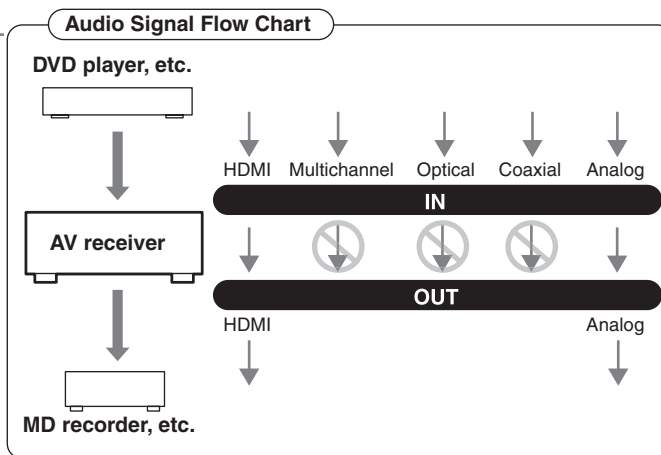 Audio Signal Flow Chart
DVD player, etc.
HDMI Multichannel Optical Coaxial Analog
IN
AV receiver
OUT
HDMI Analog
MD recorder, etc.